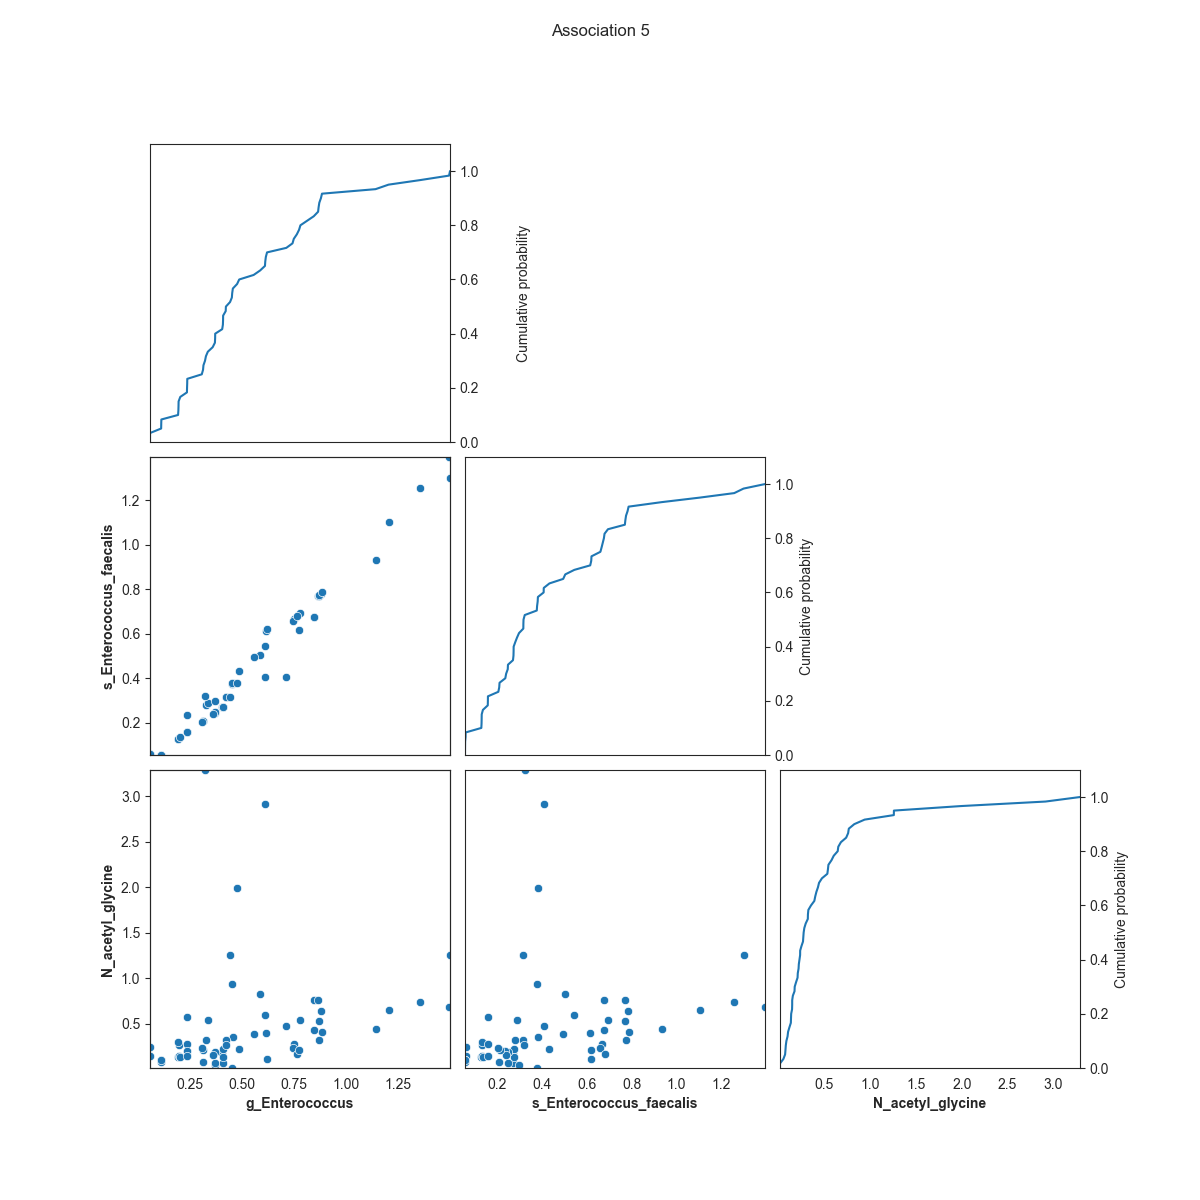 Association 5
1.0
0.8
0.6
0.4
0.2
0.0
Cumulative probability
s_Enterococcus_faecalis
1.2
1.0
0.8
0.6
0.4
0.2
1.0
0.8
0.6
0.4
0.2
0.0
Cumulative probability
N_acetyl_glycine
3.0
2.5
2.0
1.5
1.0
0.5
1.0
0.8
0.6
0.4
0.2
0.0
Cumulative probability
0.25 0.50 0.75 1.00 1.25
g_Enterococcus
0.2 0.4 0.6 0.8 1.0 1.2
s_Enterococcus_faecalis
0.5 1.0 1.5 2.0 2.5 3.0
N_acetyl_glycine